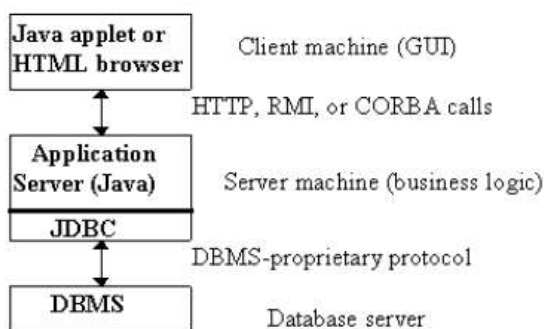 Java applet or
HTML browser
Client machine (GUI)
HTTP, RMI, or CORBA calls
Application
Server (Java)
Server machine (business logic)
JDBC
DBMS-proprietary protocol
DBMS
Database server